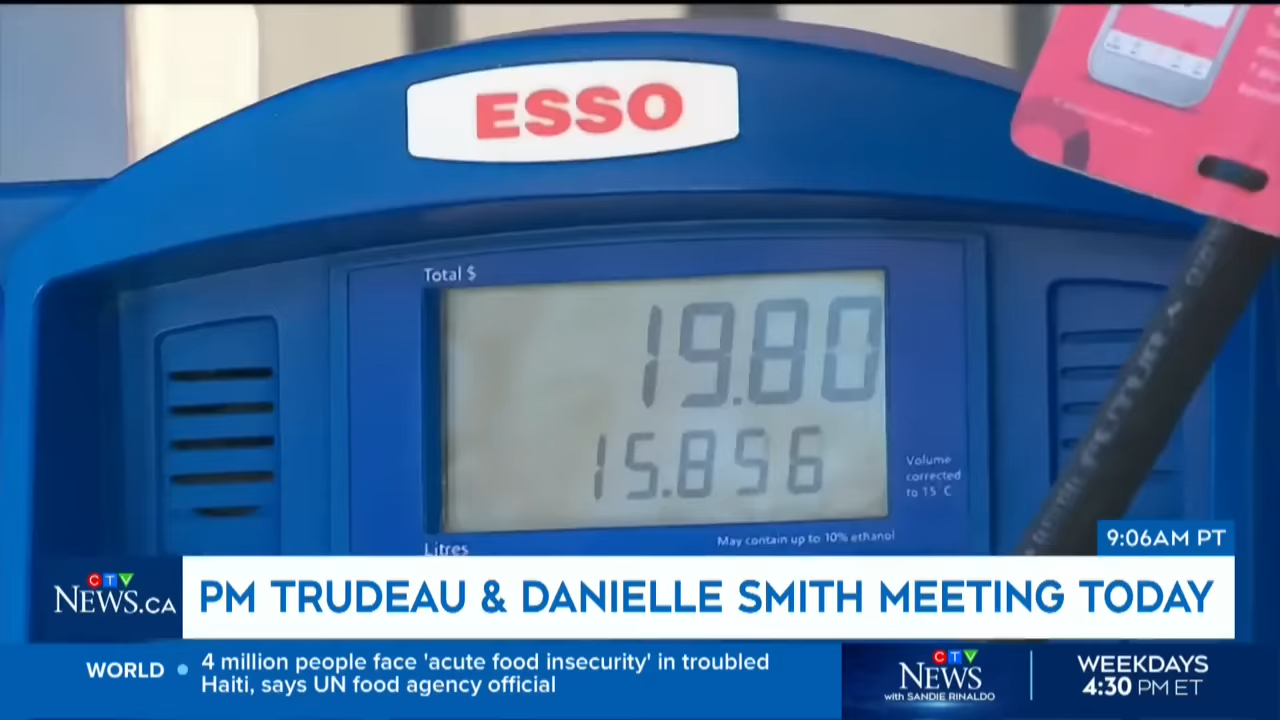 ESSO
Total $
19.80
15.856
Volume
corrected
to 15 C
May contain up to 10% ethanol
Litres
9:06AM PT
CTV
NEWS.CA
PM TRUDEAU & DANIELLE SMITH MEETING TODAY
WORLD • 4 million people face 'acute food insecurity' in troubled
Haiti, says UN food agency official
CTV
NEWS
with SANDIE RINALDO
WEEKDAYS
4:30 PM ET